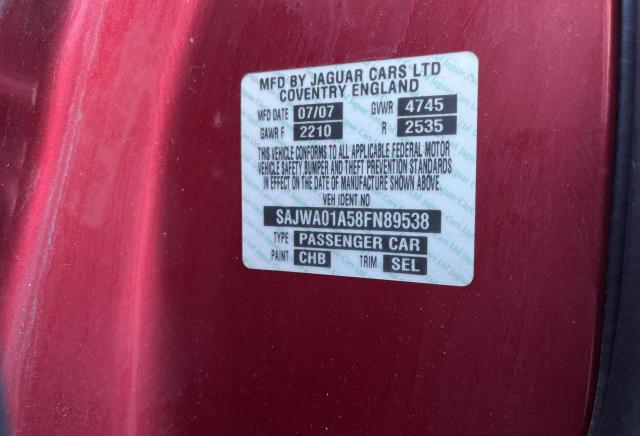 MFD BY JAGUAR CARS LTD
COVENTRY ENGLAND
MFD DATE 07/07 GVWR 4745
GAWR F 2210 R 2535
THIS VEHICLE CONFORMS TO ALL APPLICABLE FEDERAL MOTOR
VEHICLE SAFETY BUMPER AND THEFT PREVENTION STANDARDS
IN EFFECT ON THE DATE OF MANUFACTURE SHOWN ABOVE.
VEH IDENT NO
SAJWA01A58FN89538
TYPE PASSENGER CAR
PAINT CHB TRIM SEL